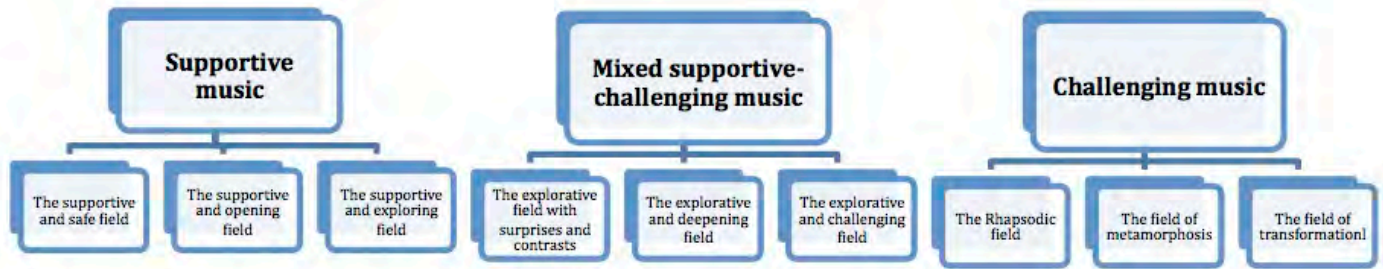 Supportive
music
The supportive
and safe field
The supportive
and opening
field
The supportive
and exploring
field
Mixed supportive-
challenging music
The explorative
field with
surprises and
contrasts
The explorative
and deepening
field
The explorative
and challenging
field
Challenging music
The Rhapsodic
field
The field of
metamorphosis
The field of
transformationl